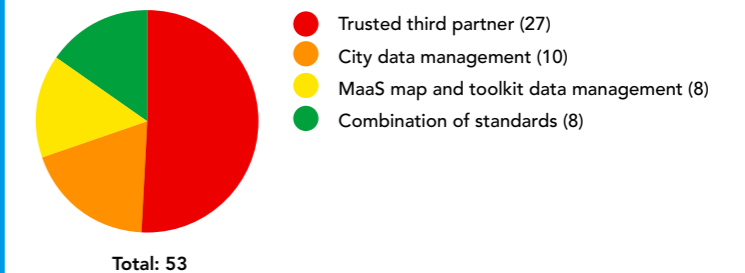 Trusted third partner (27)
City data management (10)
MaaS map and toolkit data management (8)
Combination of standards (8)
Total: 53